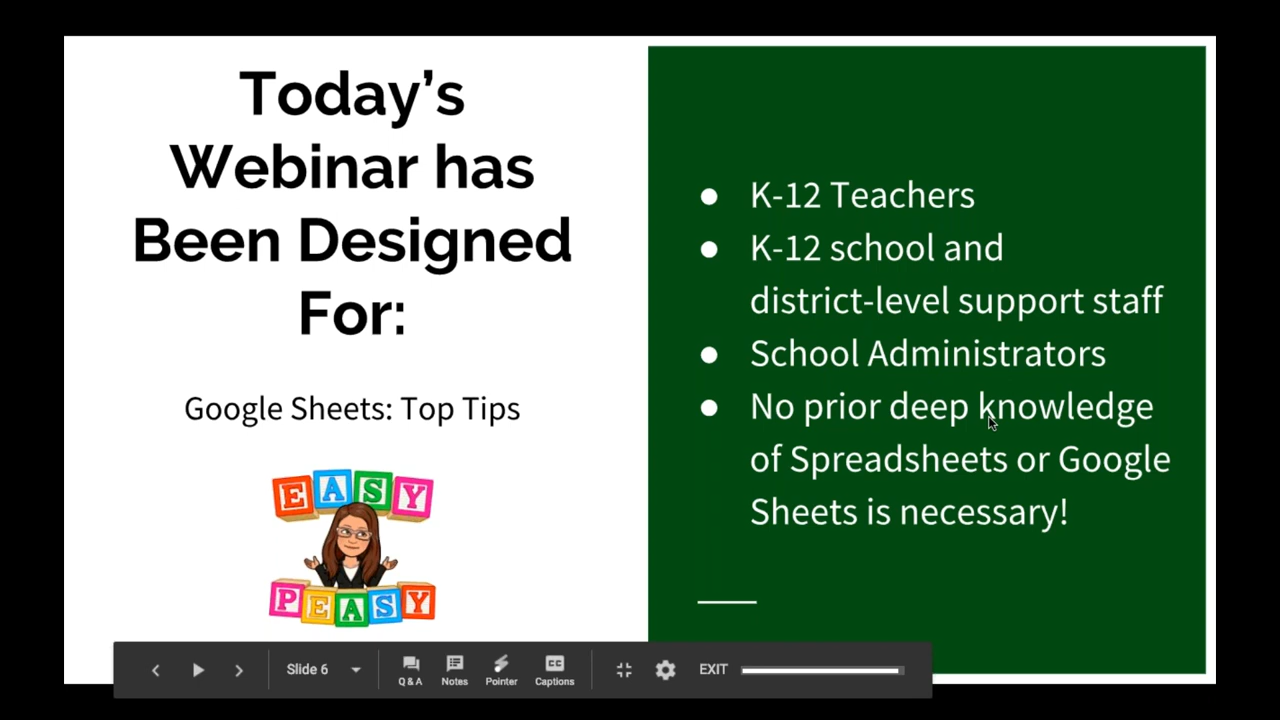 Today’s
Webinar has
Been Designed
For:
Google Sheets: Top Tips
EASY
PEASY
● K-12 Teachers
● K-12 school and
district-level support staff
● School Administrators
● No prior deep knowledge
of Spreadsheets or Google
Sheets is necessary!
Slide 6
Q & A
Notes
Pointer
CC
Captions
EXIT